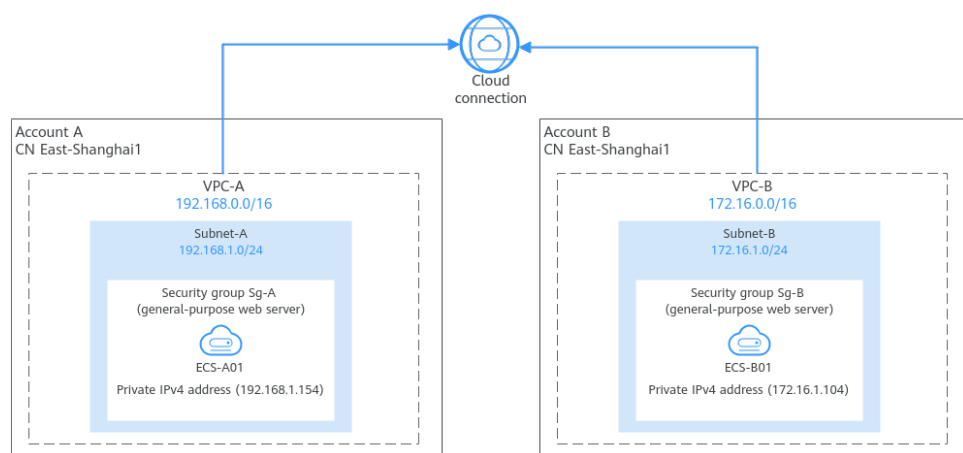 Cloud
connection
Account A
CN East-Shanghai1
VPC-A
192.168.0.0/16
Subnet-A
192.168.1.0/24
Security group Sg-A
(general-purpose web server)
ECS-A01
Private IPv4 address (192.168.1.154)
Account B
CN East-Shanghai1
VPC-B
172.16.0.0/16
Subnet-B
172.16.1.0/24
Security group Sg-B
(general-purpose web server)
ECS-B01
Private IPv4 address (172.16.1.104)